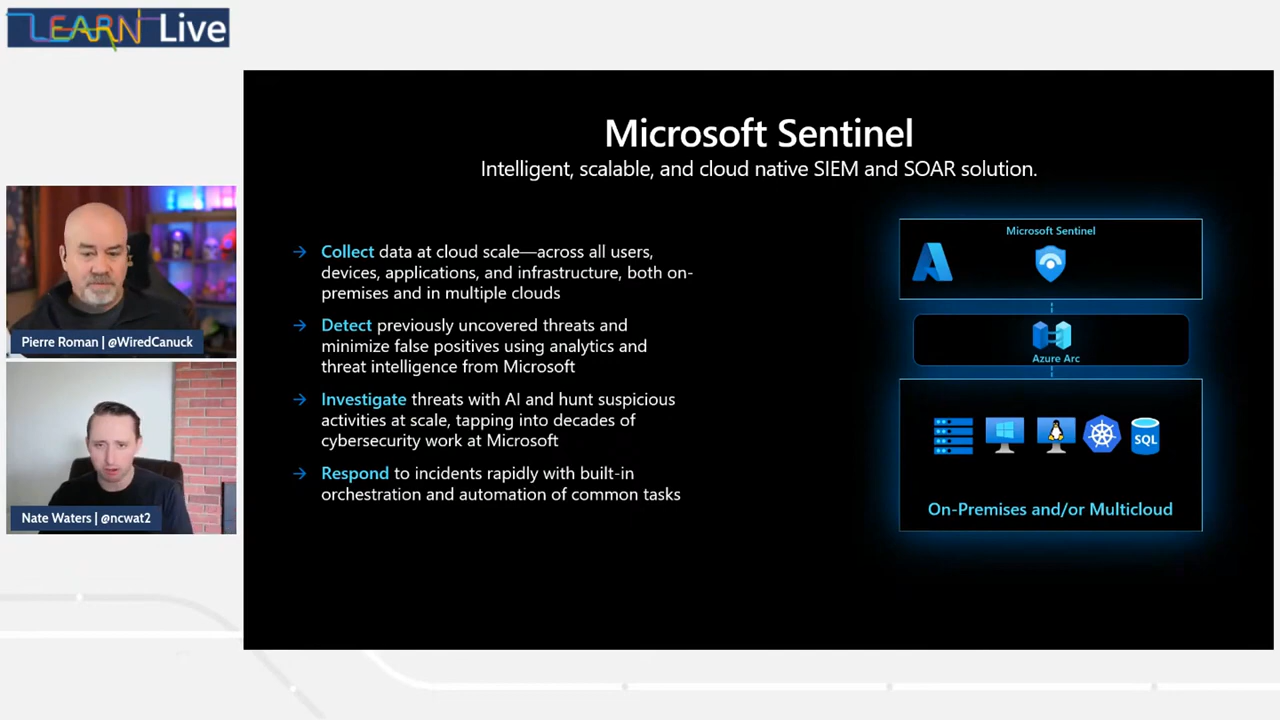 LEARN Live
Microsoft Sentinel
Intelligent, scalable, and cloud native SIEM and SOAR solution.
→ Collect data at cloud scale—across all users,
devices, applications, and infrastructure, both on-
premises and in multiple clouds
→ Detect previously uncovered threats and
minimize false positives using analytics and
threat intelligence from Microsoft
→ Investigate threats with AI and hunt suspicious
activities at scale, tapping into decades of
cybersecurity work at Microsoft
→ Respond to incidents rapidly with built-in
orchestration and automation of common tasks
Microsoft Sentinel
Azure Arc
SQL
On-Premises and/or Multicloud
Pierre Roman | @WiredCanuck
Nate Waters | @ncwat2